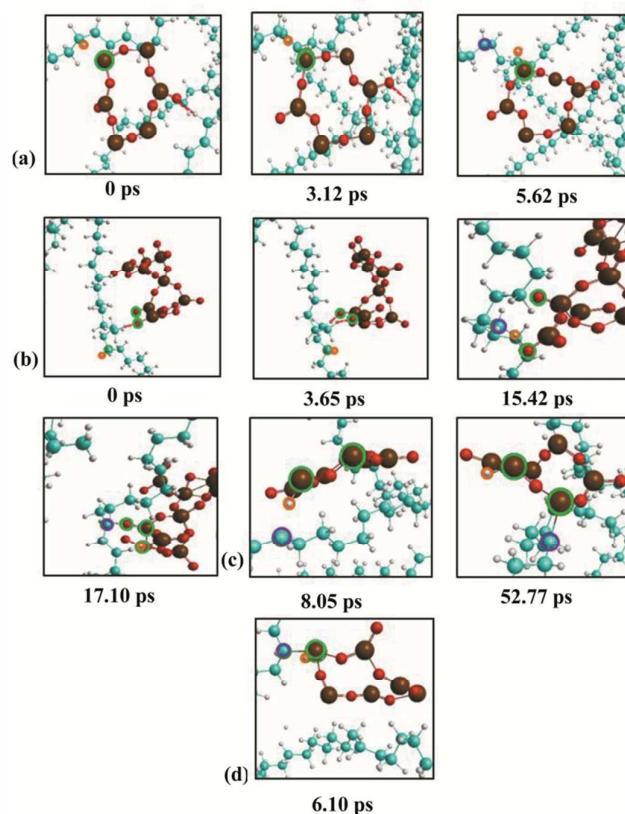 (a)
0 ps 3.12 ps 5.62 ps
(b)
0 ps 3.65 ps 15.42 ps
(c)
17.10 ps 8.05 ps 52.77 ps
(d)
6.10 ps